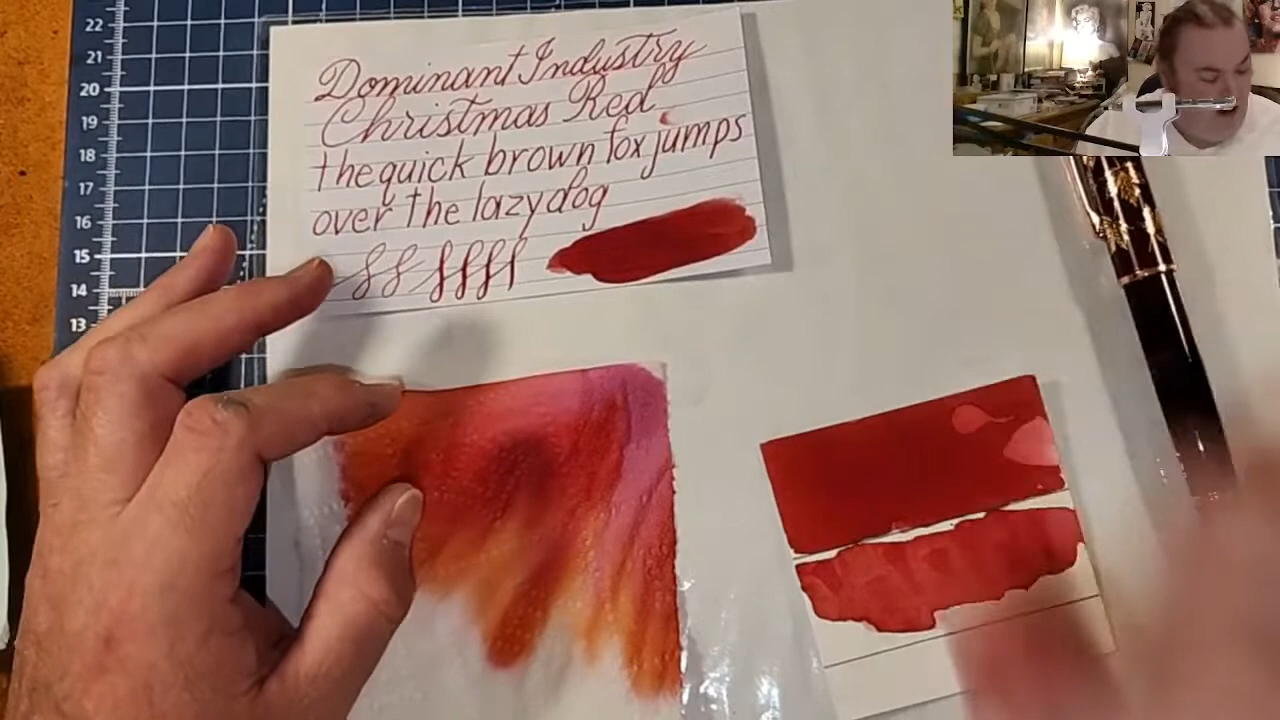 Dominant Industry
Christmas Red
the quick brown fox jumps
over the lazy dog
22
21
20
19
18
17
16
15
14
13